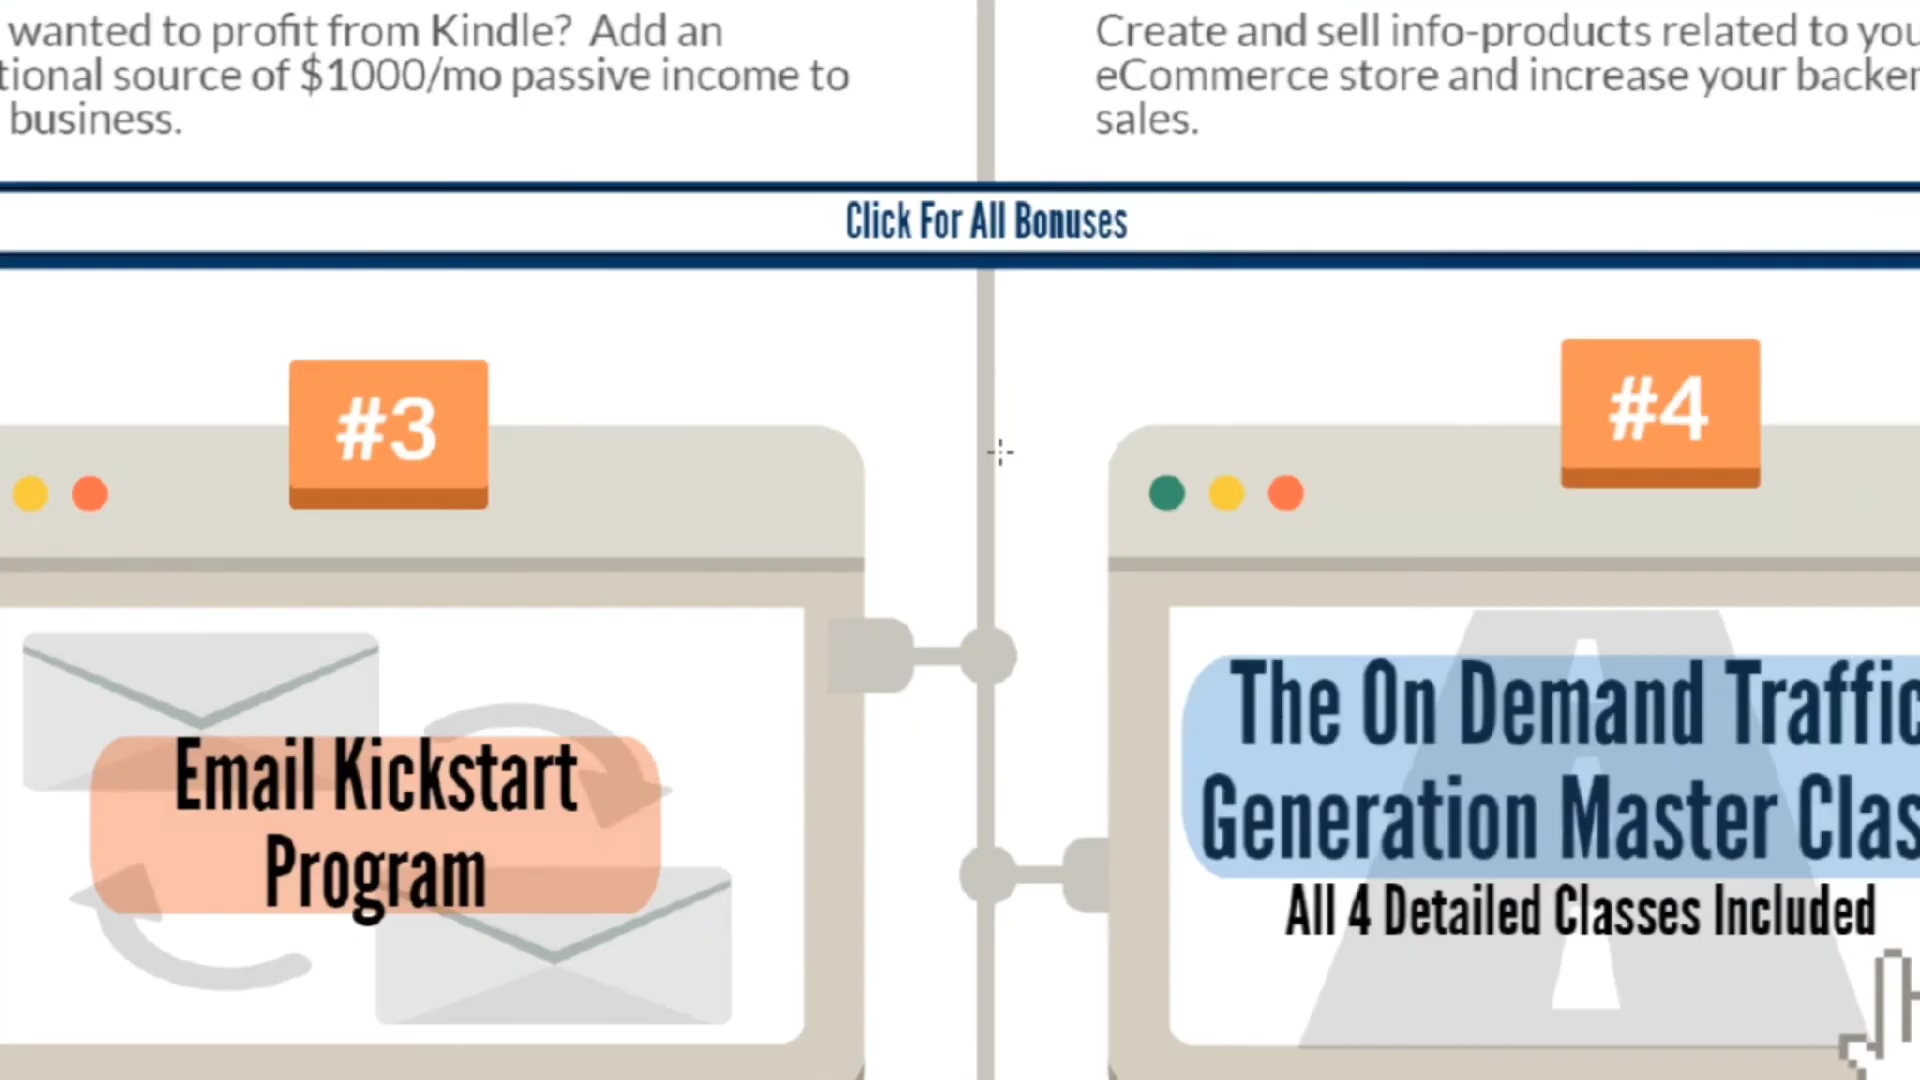 wanted to profit from Kindle? Add an
tional source of $1000/mo passive income to
business.
Create and sell info-products related to you
eCommerce store and increase your backen
sales.
Click For All Bonuses
#3
#4
Email Kickstart
Program
The On Demand Traffic
Generation Master Clas
All 4 Detailed Classes Included